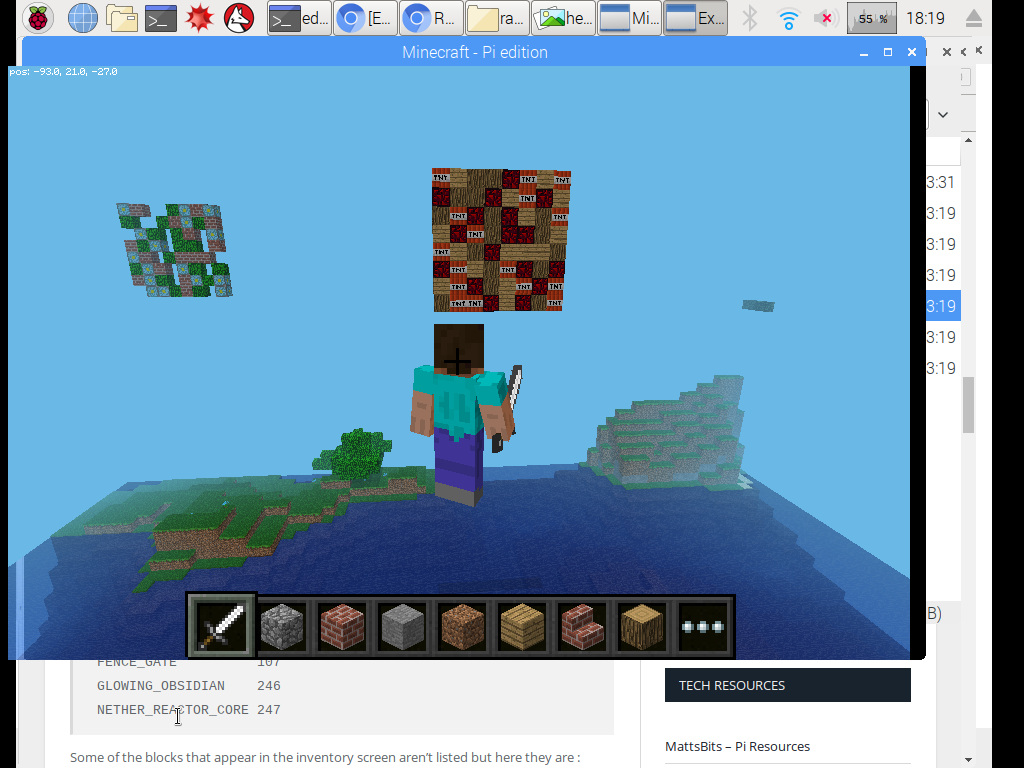 ed...
[E...
R...
ra...
he...
Mi...
Ex...
55 %
18:19
Minecraft - Pi edition
pos: -93.0, 21.0, -27.0
3:31
3:19
3:19
3:19
3:19
3:19
3:19
TNT
B)
FENCE_GATE 107
GLOWING_OBSIDIAN 246
NETHER_REACTOR_CORE 247
Some of the blocks that appear in the inventory screen aren't listed but here they are :
TECH RESOURCES
MattsBits – Pi Resources